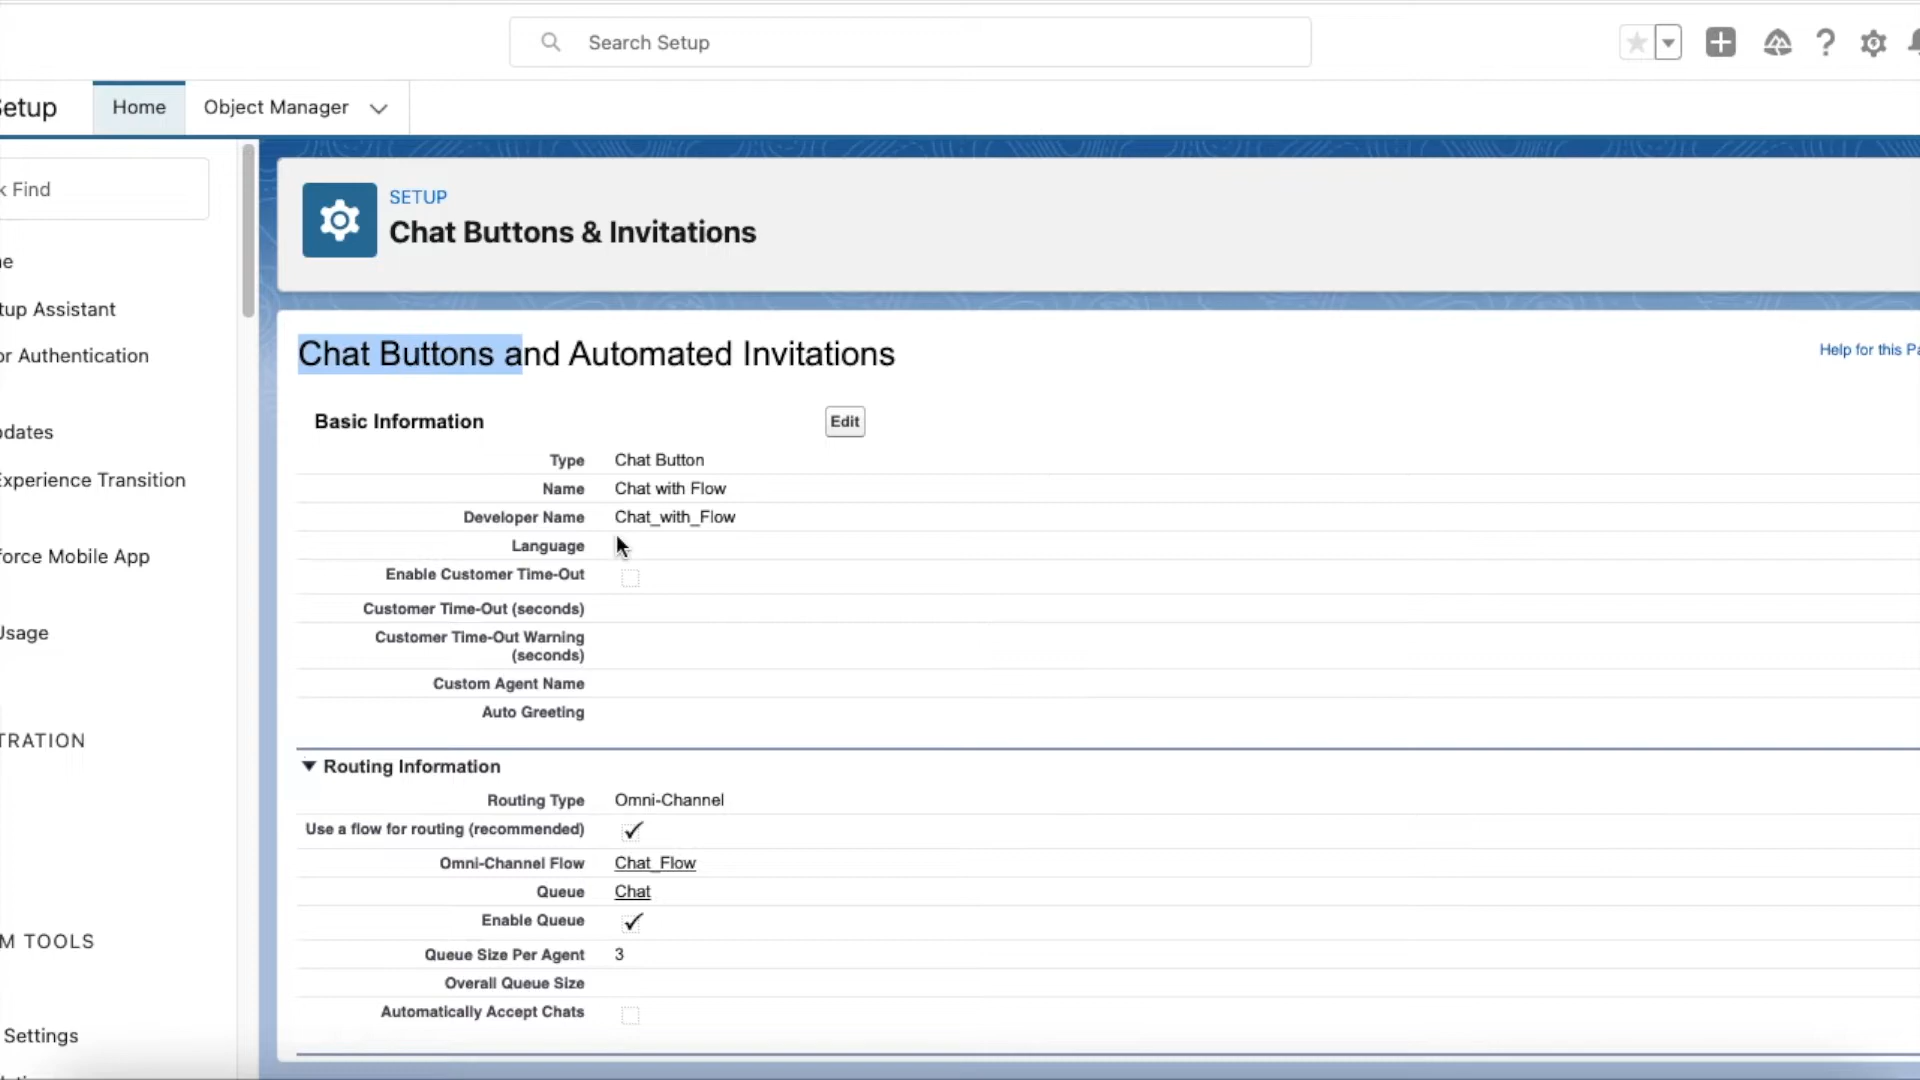 Search Setup
Setup
Home
Object Manager
k Find
SETUP
Chat Buttons & Invitations
Chat Buttons and Automated Invitations
Help for this Pa
Basic Information
Edit
Type Chat Button
Name Chat with Flow
Developer Name Chat_with_Flow
Language
Enable Customer Time-Out
Customer Time-Out (seconds)
Customer Time-Out Warning
(seconds)
Custom Agent Name
Auto Greeting
Routing Information
Routing Type Omni-Channel
Use a flow for routing (recommended)
Omni-Channel Flow Chat_Flow
Queue Chat
Enable Queue
Queue Size Per Agent 3
Overall Queue Size
Automatically Accept Chats
e
tup Assistant
or Authentication
pdates
Experience Transition
force Mobile App
Usage
TRATION
M TOOLS
Settings